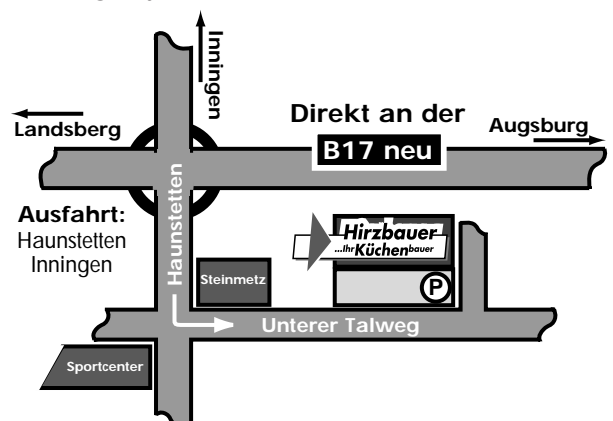 Inningen
Landsberg
Direkt an der
B17 neu
Augsburg
Ausfahrt:
Haunstetten
Inningen
Haunstetten
Hirzbauer
...Ihr Küchenbauer
Steinmetz
P
Unterer Talweg
Sportcenter